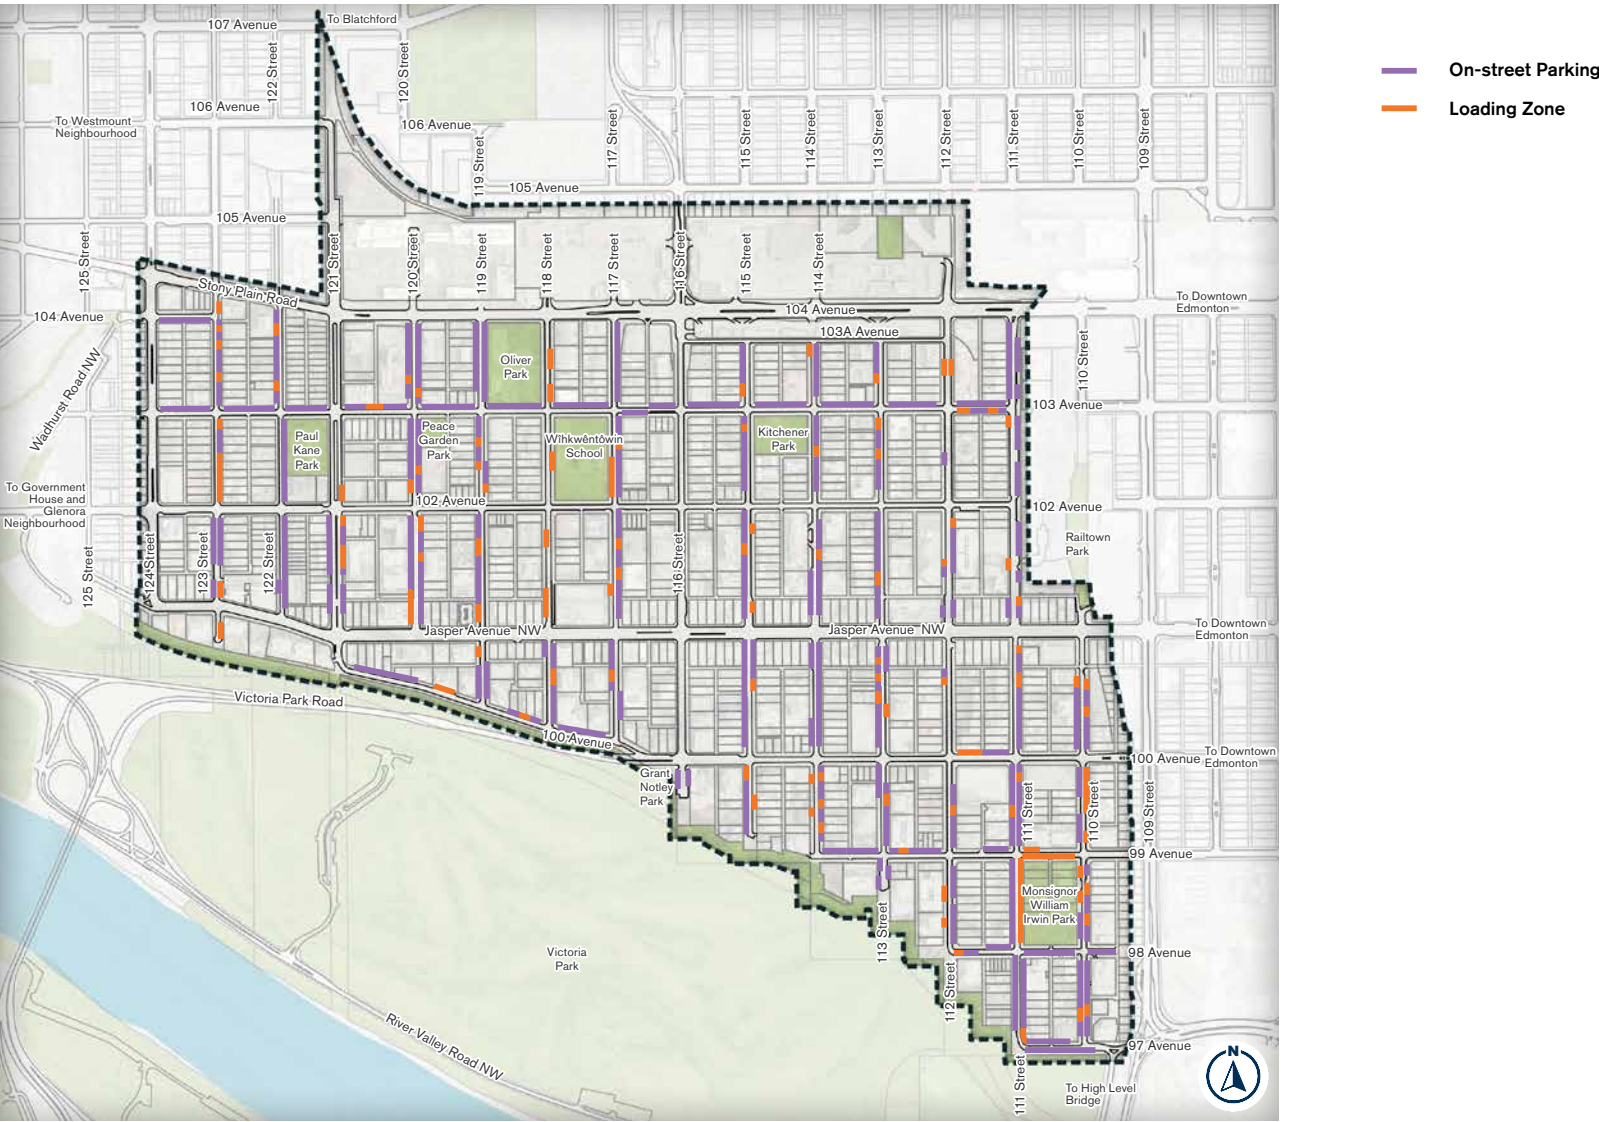 107 Avenue
To Blatchford
122 Street
120 Street
106 Avenue
To Westmount
Neighbourhood
106 Avenue
119 Street
117 Street
115 Street
114 Street
113 Street
112 Street
111 Street
110 Street
109 Street
105 Avenue
105 Avenue
125 Street
121 Street
120 Street
119 Street
118 Street
117 Street
116 Street
115 Street
114 Street
Stony Plain Road
104 Avenue
104 Avenue
103A Avenue
To Downtown
Edmonton
Wadhurst Road NW
Oliver
Park
110 Street
103 Avenue
Paul
Kane
Park
Peace
Garden
Park
Wîhkwêntôwin
School
Kitchener
Park
To Government
House and
Glenora
Neighbourhood
102 Avenue
102 Avenue
Railtown
Park
125 Street
124 Street
123 Street
122 Street
116 Street
Jasper Avenue NW
Jasper Avenue NW
To Downtown
Edmonton
Victoria Park Road
100 Avenue
100 Avenue
To Downtown
Edmonton
Grant
Notley
Park
111 Street
110 Street
109 Street
99 Avenue
Monsignor
William
Irwin Park
113 Street
98 Avenue
Victoria
Park
112 Street
River Valley Road NW
97 Avenue
111 Street
To High Level
Bridge
N
On-street Parking
Loading Zone